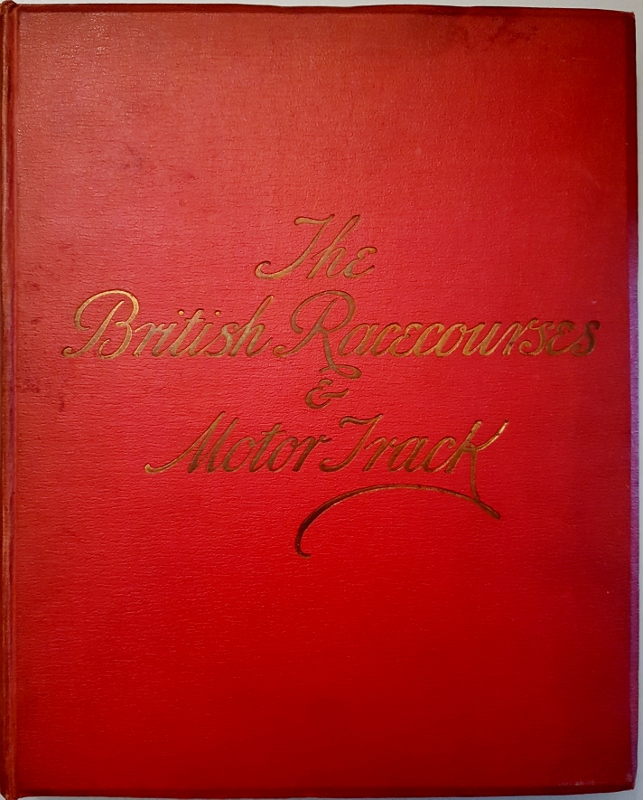 The
British Racecourses
&
Motor Track